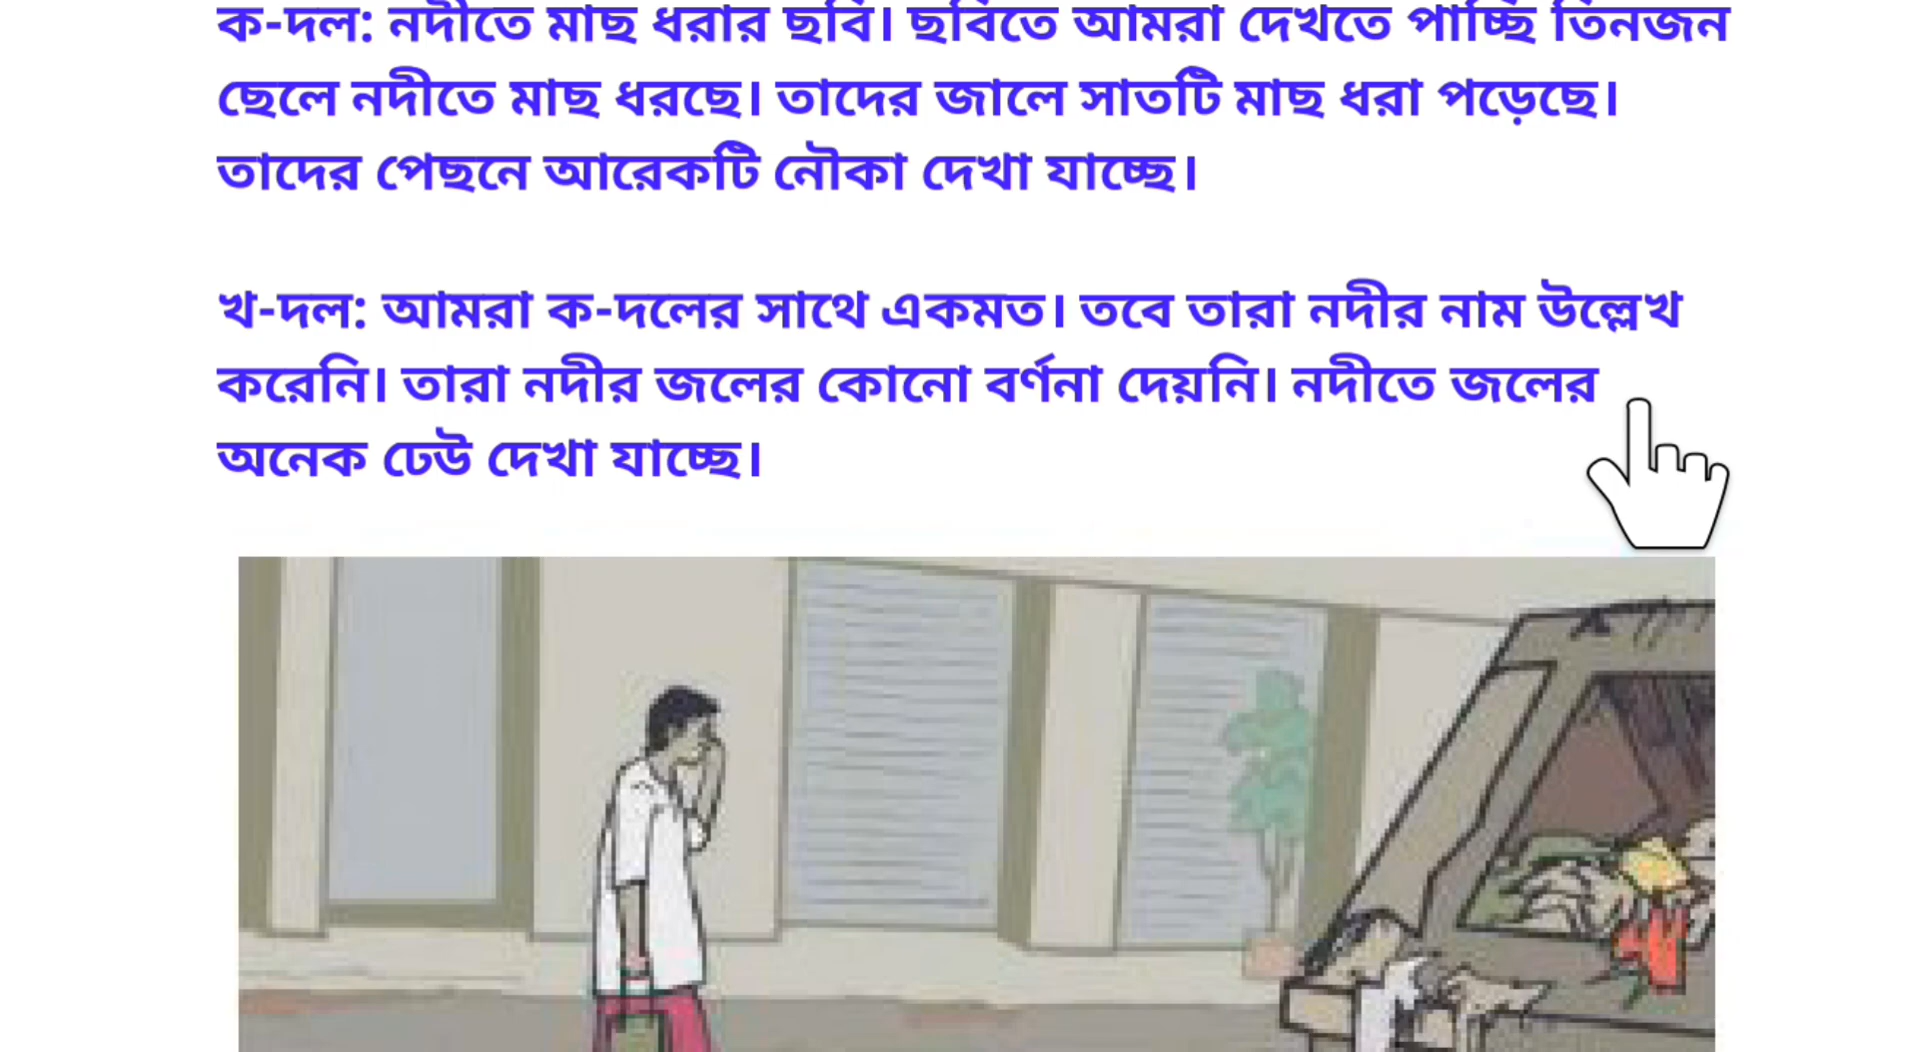 ক-দল: নদীতে মাছ ধরার ছবি। ছবিতে আমরা দেখতে পাচ্ছি তিনজন
ছেলে নদীতে মাছ ধরছে। তাদের জালে সাতটি মাছ ধরা পড়েছে।
তাদের পেছনে আরেকটি নৌকা দেখা যাচ্ছে।
খ-দল: আমরা ক-দলের সাথে একমত। তবে তারা নদীর নাম উল্লেখ
করেনি। তারা নদীর জলের কোনো বর্ণনা দেয়নি। নদীতে জলের
অনেক ঢেউ দেখা যাচ্ছে।